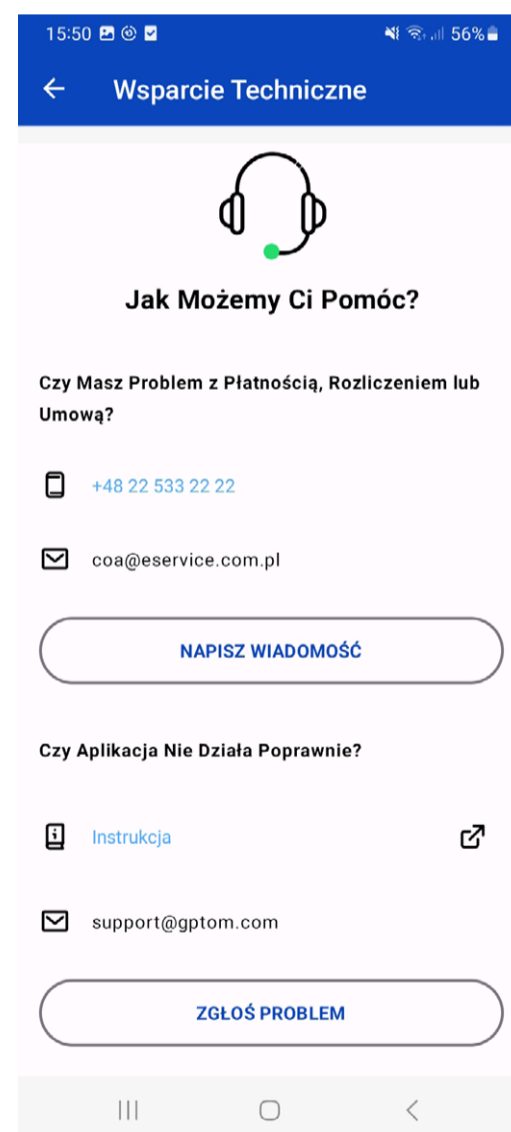 15:50
56%
Wsparcie Techniczne
Jak Możemy Ci Pomóc?
Czy Masz Problem z Płatnością, Rozliczeniem lub
Umową?
+48 22 533 22 22
coa@eservice.com.pl
NAPISZ WIADOMOŚĆ
Czy Aplikacja Nie Działa Poprawnie?
Instrukcja
support@gptom.com
ZGŁOŚ PROBLEM